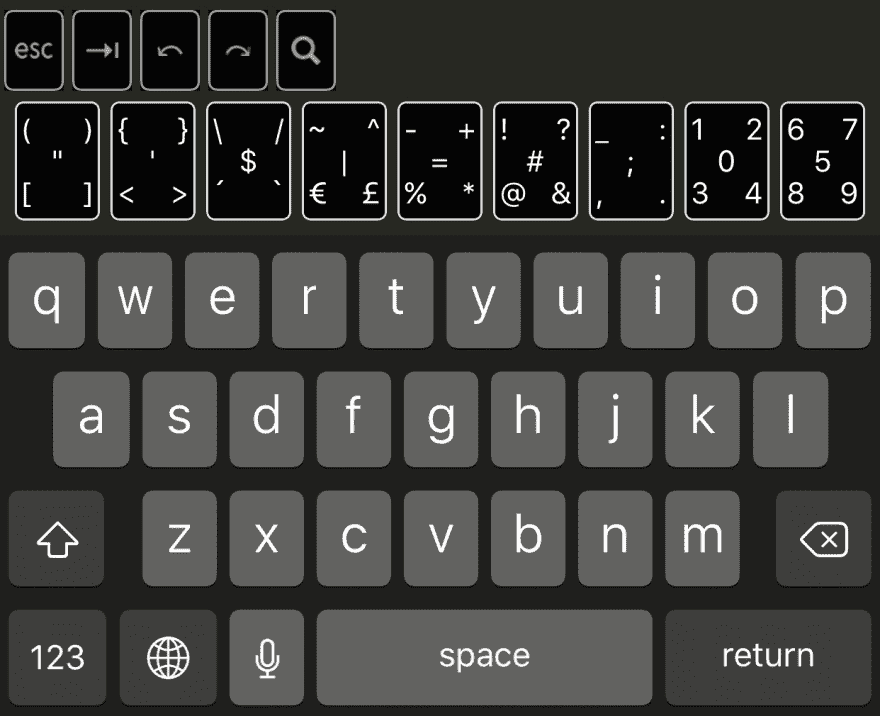 esc
( ) { } \ / ~ ^ - + ! ? _ : 1 2 6 7
" ' $ | = # ; 0 5
[ ] < > ´ ` € £ % * @ & , . 3 4 8 9
q w e r t y u i o p
a s d f g h j k l
z x c v b n m
123 space return